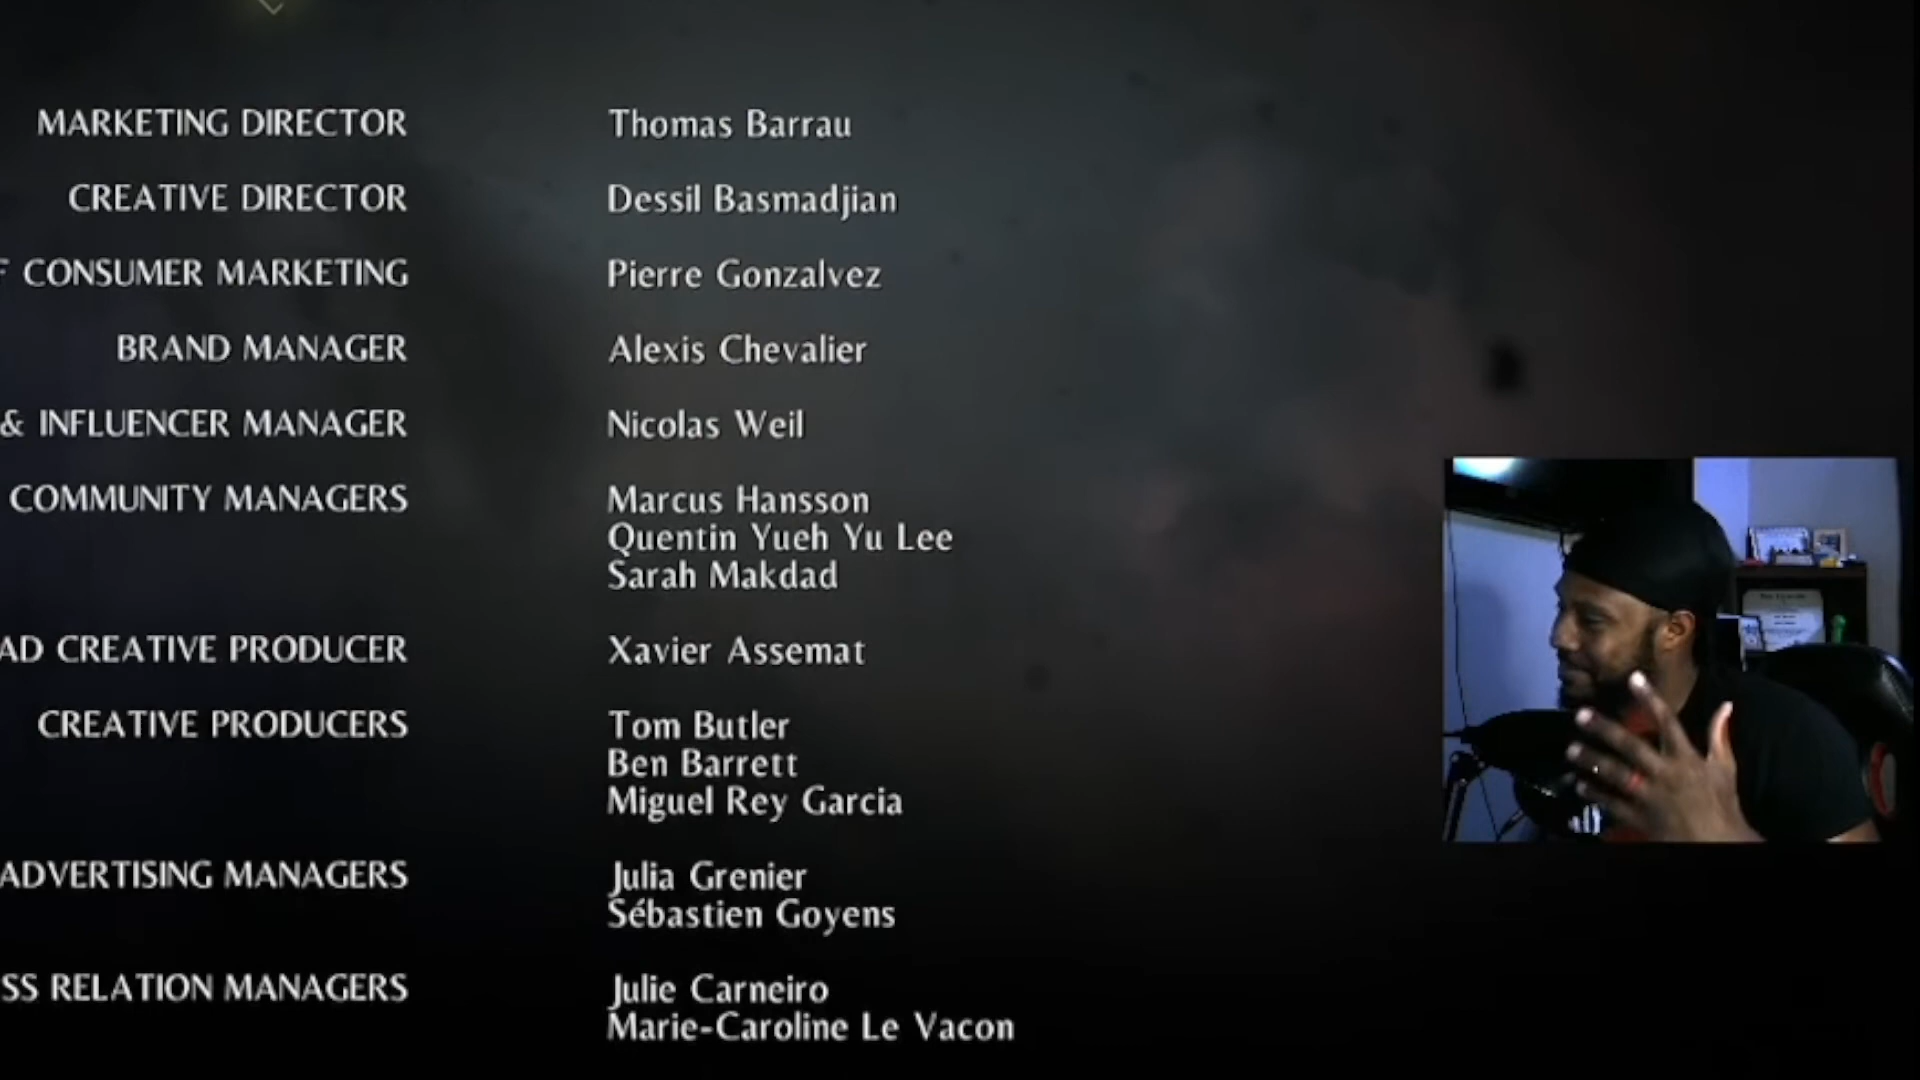 MARKETING DIRECTOR Thomas Barrau
CREATIVE DIRECTOR Dessil Basmadjian
CONSUMER MARKETING Pierre Gonzalvez
BRAND MANAGER Alexis Chevalier
& INFLUENCER MANAGER Nicolas Weil
COMMUNITY MANAGERS Marcus Hansson
Quentin Yueh Yu Lee
Sarah Makdad
AD CREATIVE PRODUCER Xavier Assemat
CREATIVE PRODUCERS Tom Butler
Ben Barrett
Miguel Rey Garcia
ADVERTISING MANAGERS Julia Grenier
Sébastien Goyens
SS RELATION MANAGERS Julie Carneiro
Marie-Caroline Le Vacon